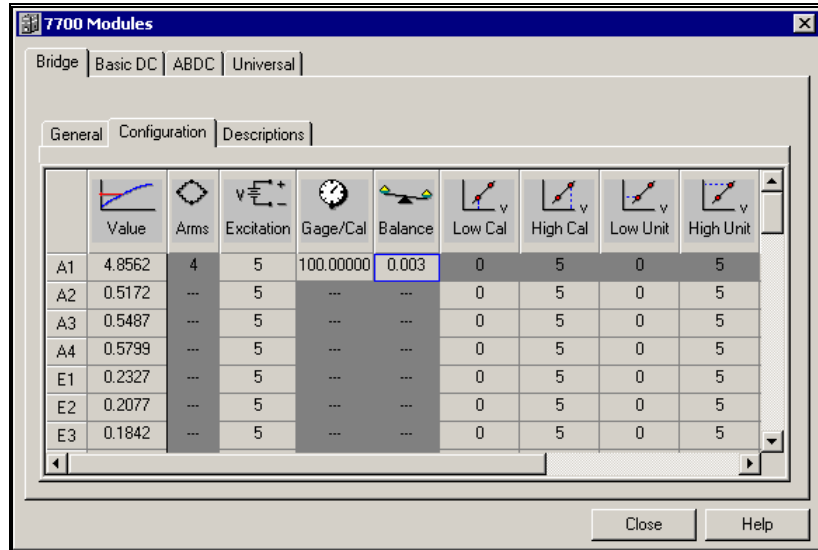 7700 Modules
Bridge Basic DC ABDC Universal
General Configuration Descriptions
Value Arms Excitation Gage/Cal Balance Low Cal High Cal Low Unit High Unit
A1 4.8562 4 5 100.00000 0.003 0 5 0 5
A2 0.5172 --- 5 --- --- 0 5 0 5
A3 0.5487 --- 5 --- --- 0 5 0 5
A4 0.5799 --- 5 --- --- 0 5 0 5
E1 0.2327 --- 5 --- --- 0 5 0 5
E2 0.2077 --- 5 --- --- 0 5 0 5
E3 0.1842 --- 5 --- --- 0 5 0 5
Close Help